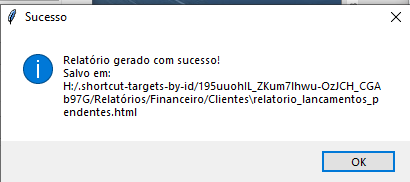 Sucesso
Relatório gerado com sucesso!
Salvo em:
H:/.shortcut-targets-by-id/195uuohIL_ZKum7Ihwu-OzJCH_CGA
b97G/Relatórios/Financeiro/Clientes\relatorio_lancamentos_p
endentes.html
OK